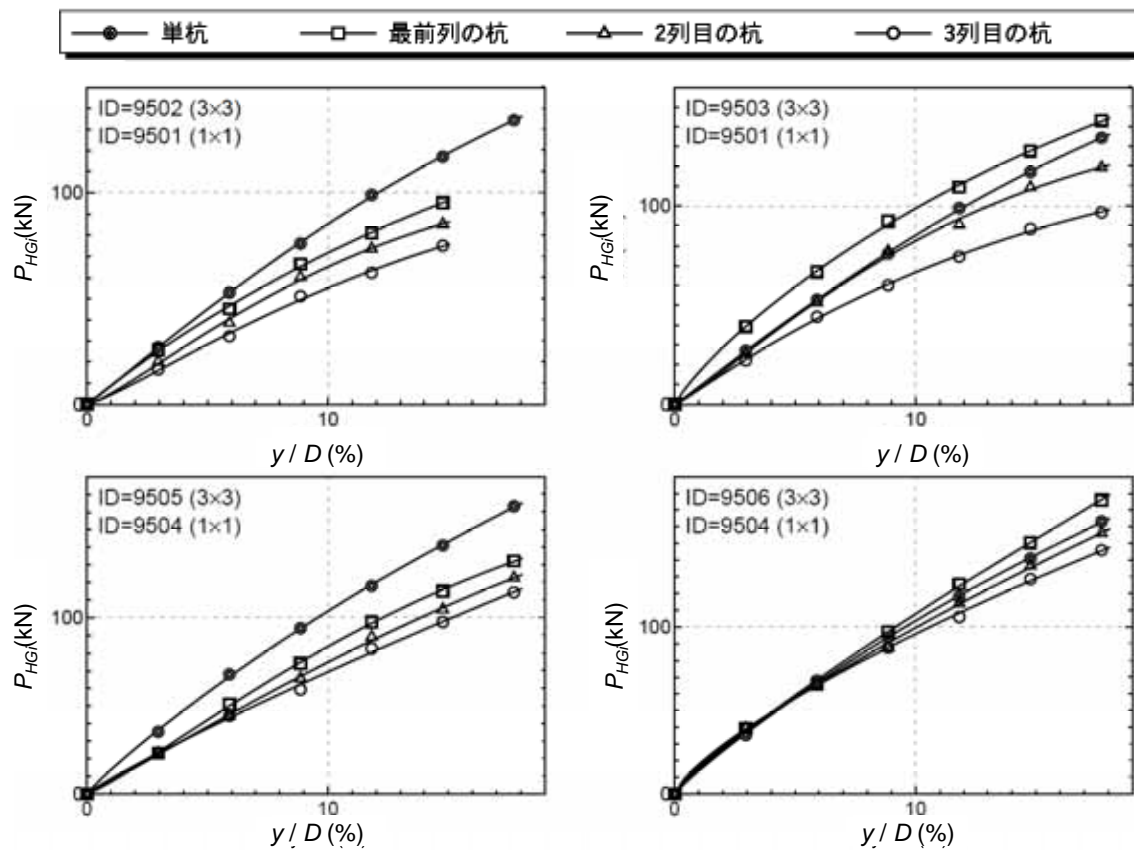 単杭 最前列の杭 2列目の杭 3列目の杭
ID=9502 (3×3)
ID=9501 (1×1)
P_HGi(kN)
100
0
0 10
y / D (%)
ID=9503 (3×3)
ID=9501 (1×1)
P_HGi(kN)
100
0
0 10
y / D (%)
ID=9505 (3×3)
ID=9504 (1×1)
P_HGi(kN)
100
0
0 10
y / D (%)
ID=9506 (3×3)
ID=9504 (1×1)
P_HGi(kN)
100
0
0 10
y / D (%)